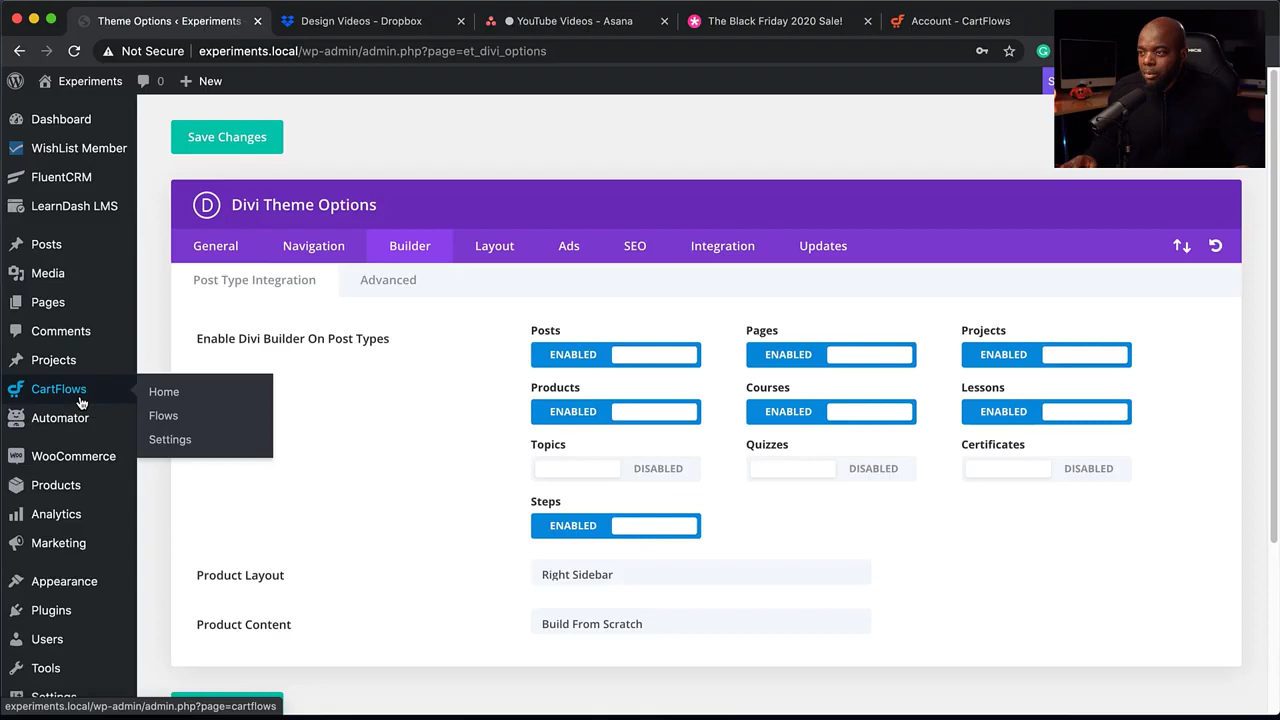 Theme Options ‹ Experiments
Design Videos - Dropbox
YouTube Videos - Asana
The Black Friday 2020 Sale!
Account - CartFlows
Not Secure
experiments.local/wp-admin/admin.php?page=et_divi_options
Experiments
0
New
S
Dashboard
WishList Member
FluentCRM
LearnDash LMS
Posts
Media
Pages
Comments
Projects
CartFlows
Automator
WooCommerce
Products
Analytics
Marketing
Appearance
Plugins
Users
Tools
Settings
Home
Flows
Settings
Save Changes
Divi Theme Options
General
Navigation
Builder
Layout
Ads
SEO
Integration
Updates
Post Type Integration
Advanced
Enable Divi Builder On Post Types
Posts
ENABLED
Pages
ENABLED
Projects
ENABLED
Products
ENABLED
Courses
ENABLED
Lessons
ENABLED
Topics
DISABLED
Quizzes
DISABLED
Certificates
DISABLED
Steps
ENABLED
Product Layout
Right Sidebar
Product Content
Build From Scratch
experiments.local/wp-admin/admin.php?page=cartflows